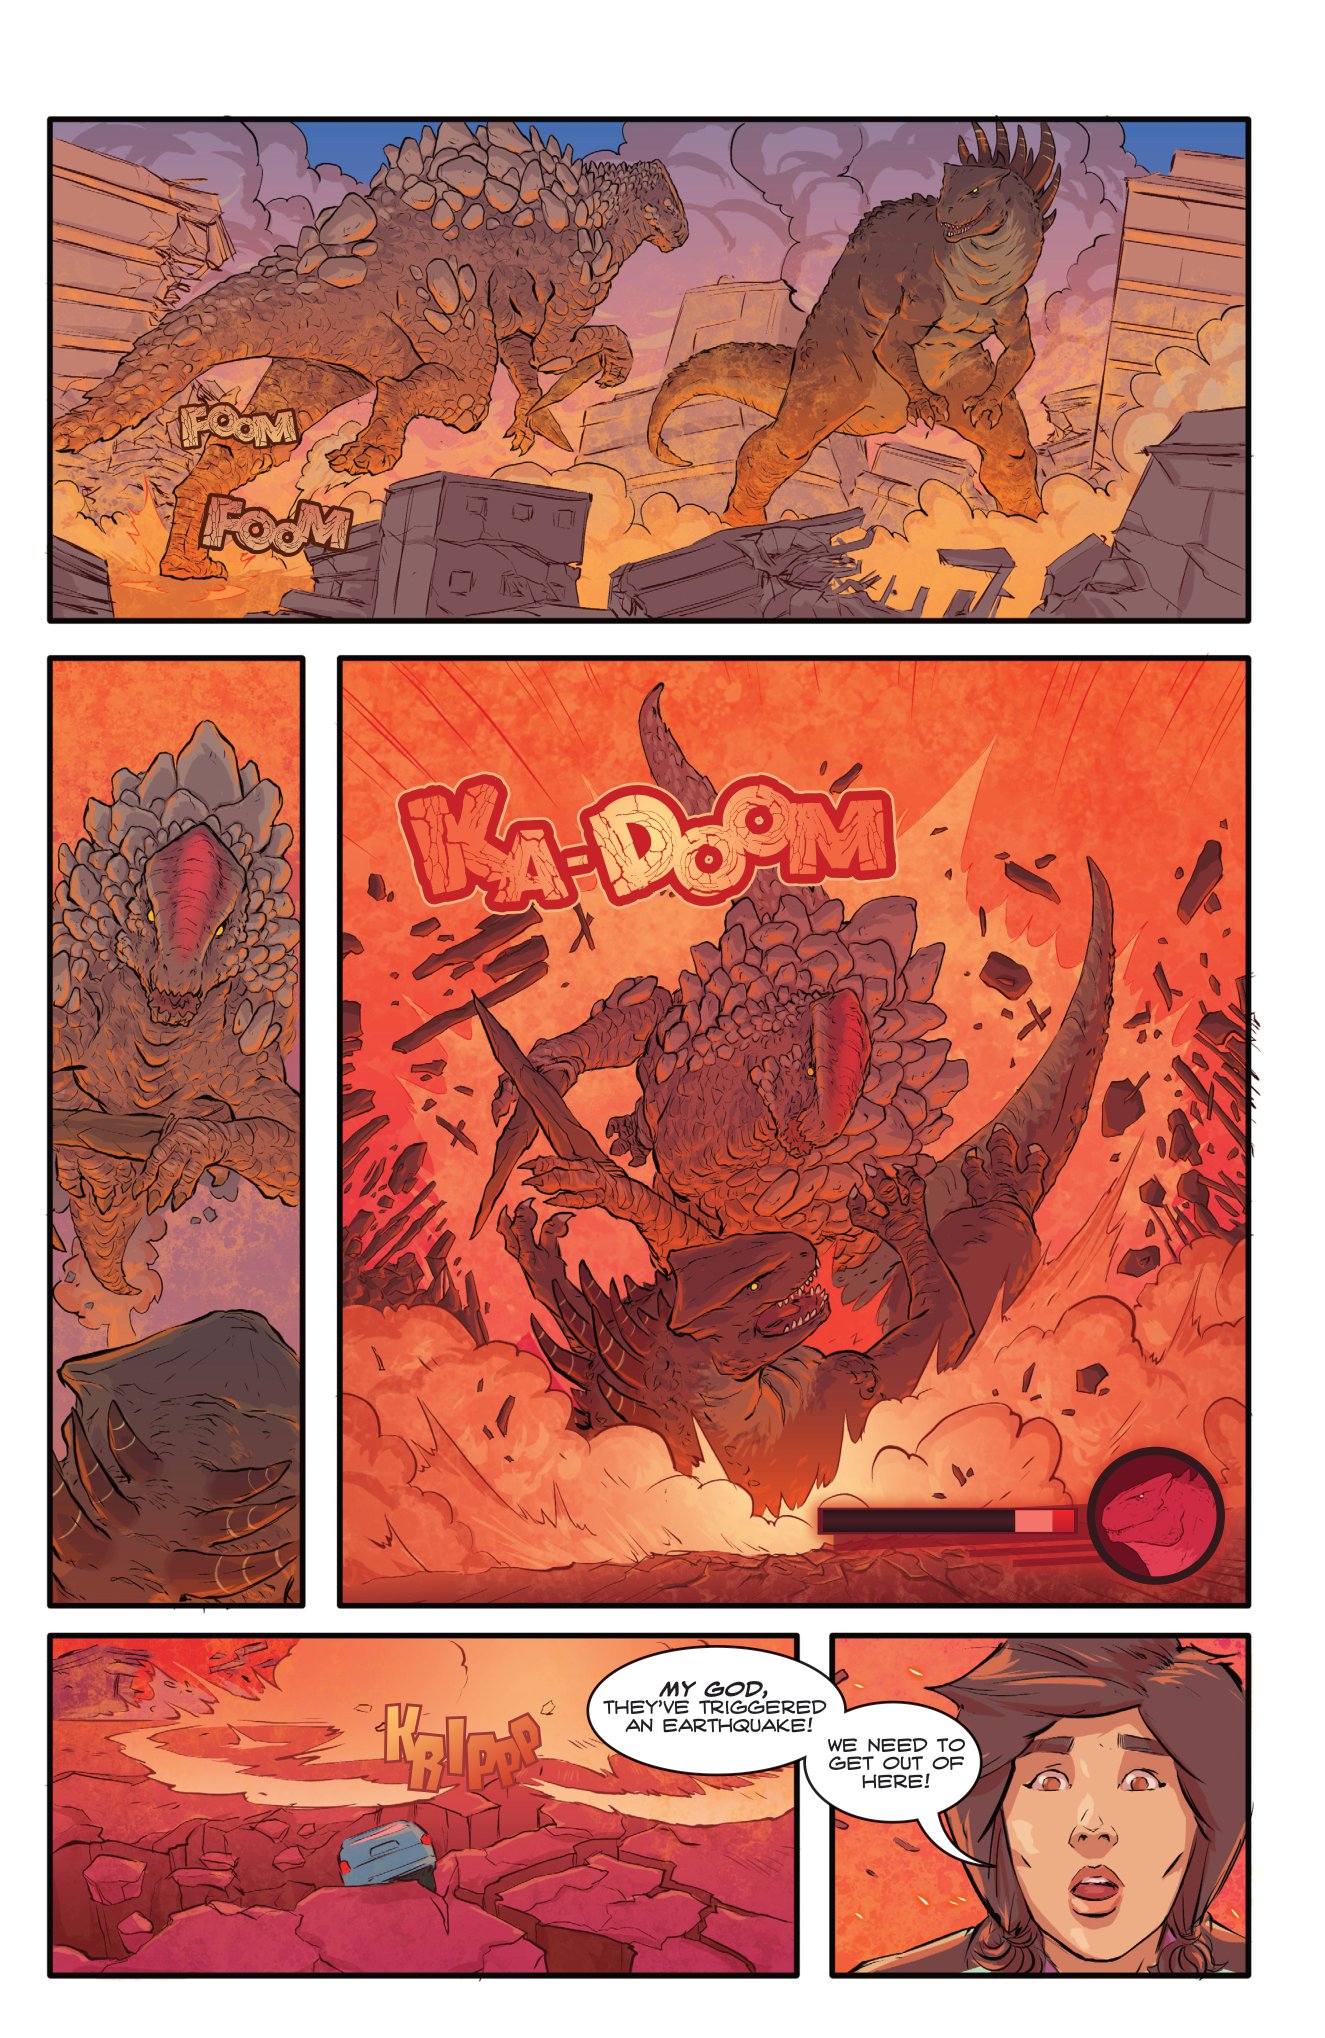 FOOM
FOOM
KA-DOOM
KRIPPP
MY GOD,
THEY'VE TRIGGERED
AN EARTHQUAKE!
WE NEED TO
GET OUT OF
HERE!